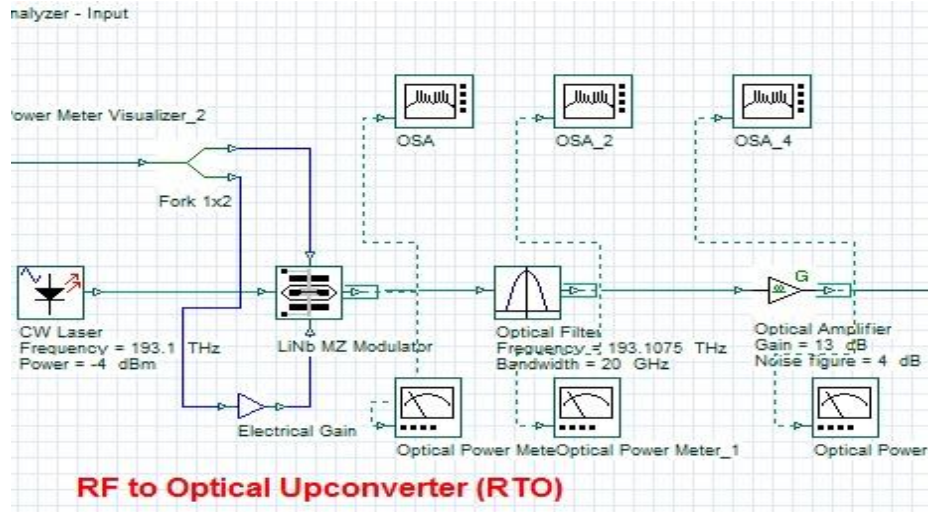 nalyzer - Input
ower Meter Visualizer_2
OSA
OSA_2
OSA_4
Fork 1x2
CW Laser
Frequency = 193.1 THz
Power = -4 dBm
LiNb MZ Modulator
Optical Filter
Frequency = 193.1075 THz
Bandwidth = 20 GHz
G
Optical Amplifier
Gain = 13 dB
Noise figure = 4 dB
Electrical Gain
Optical Power Mete
Optical Power Meter_1
Optical Power
RF to Optical Upconverter (RTO)